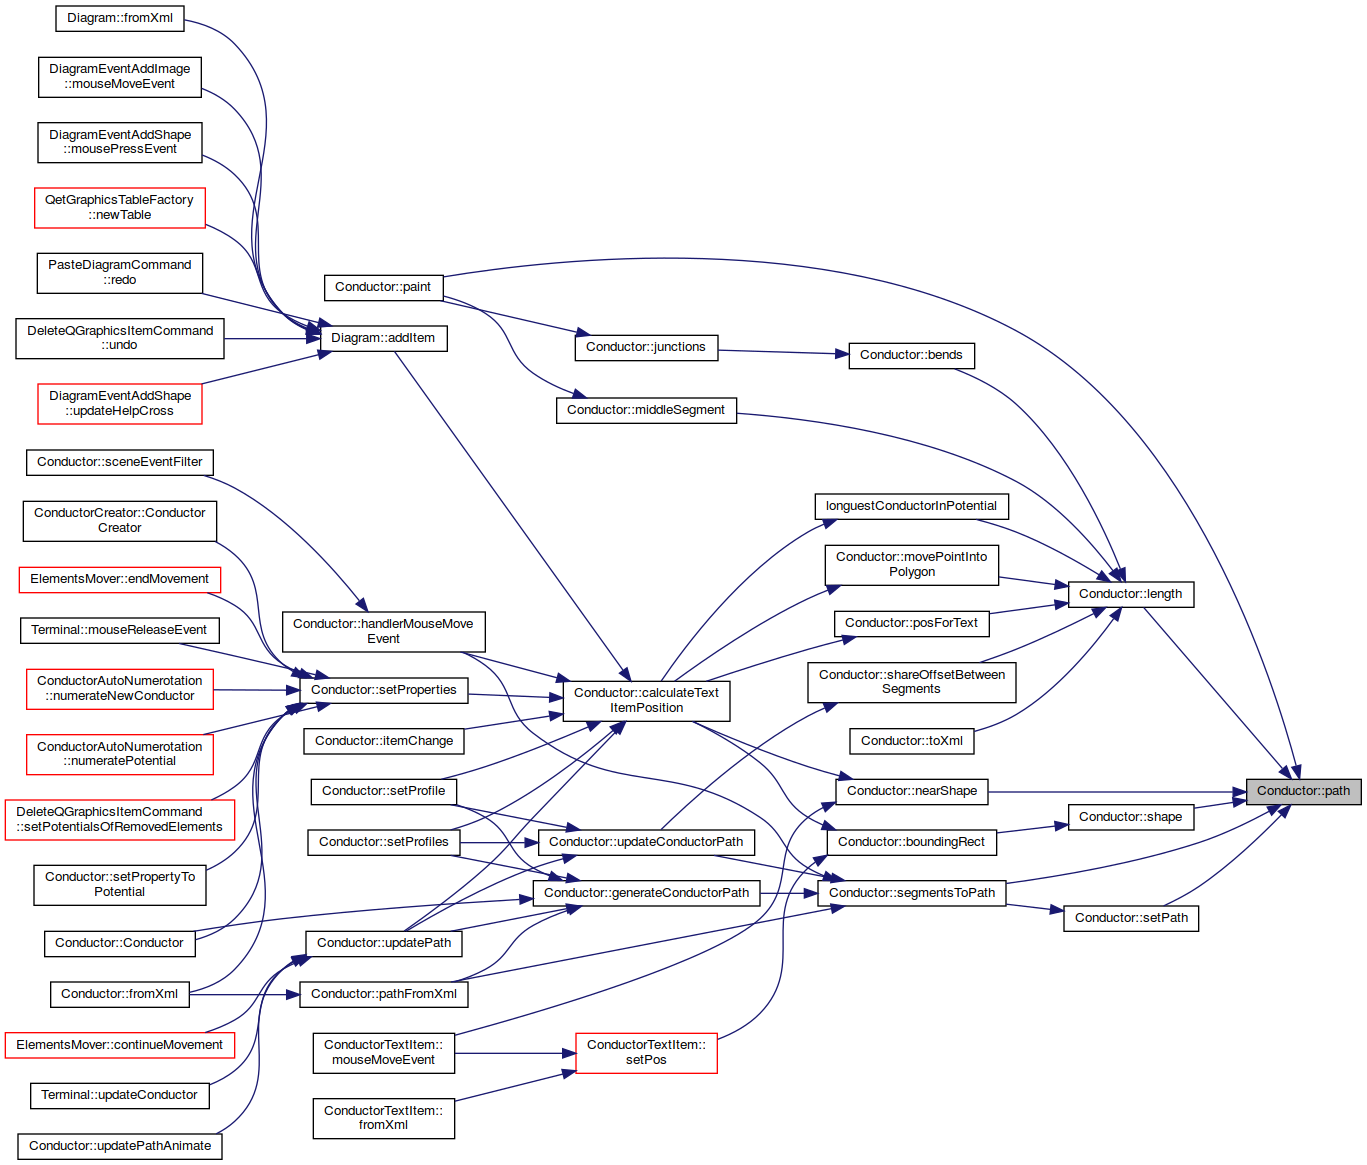 Diagram::fromXml
DiagramEventAddImage
::mouseMoveEvent
DiagramEventAddShape
::mousePressEvent
QetGraphicsTableFactory
::newTable
PasteDiagramCommand
::redo
DeleteQGraphicsItemCommand
::undo
DiagramEventAddShape
::updateHelpCross
Conductor::sceneEventFilter
ConductorCreator::Conductor
Creator
ElementsMover::endMovement
Terminal::mouseReleaseEvent
ConductorAutoNumerotation
::numerateNewConductor
ConductorAutoNumerotation
::numeratePotential
DeleteQGraphicsItemCommand
::setPotentialsOfRemovedElements
Conductor::setPropertyTo
Potential
Conductor::Conductor
Conductor::fromXml
ElementsMover::continueMovement
Terminal::updateConductor
Conductor::updatePathAnimate
Conductor::paint
Diagram::addItem
Conductor::handlerMouseMove
Event
Conductor::setProperties
Conductor::itemChange
Conductor::setProfile
Conductor::setProfiles
Conductor::updatePath
Conductor::pathFromXml
ConductorTextItem::
mouseMoveEvent
ConductorTextItem::
fromXml
Conductor::junctions
Conductor::middleSegment
Conductor::calculateText
ItemPosition
Conductor::updateConductorPath
Conductor::generateConductorPath
ConductorTextItem::
setPos
Conductor::bends
longuestConductorInPotential
Conductor::movePointInto
Polygon
Conductor::posForText
Conductor::shareOffsetBetween
Segments
Conductor::toXml
Conductor::nearShape
Conductor::boundingRect
Conductor::segmentsToPath
Conductor::length
Conductor::shape
Conductor::setPath
Conductor::path